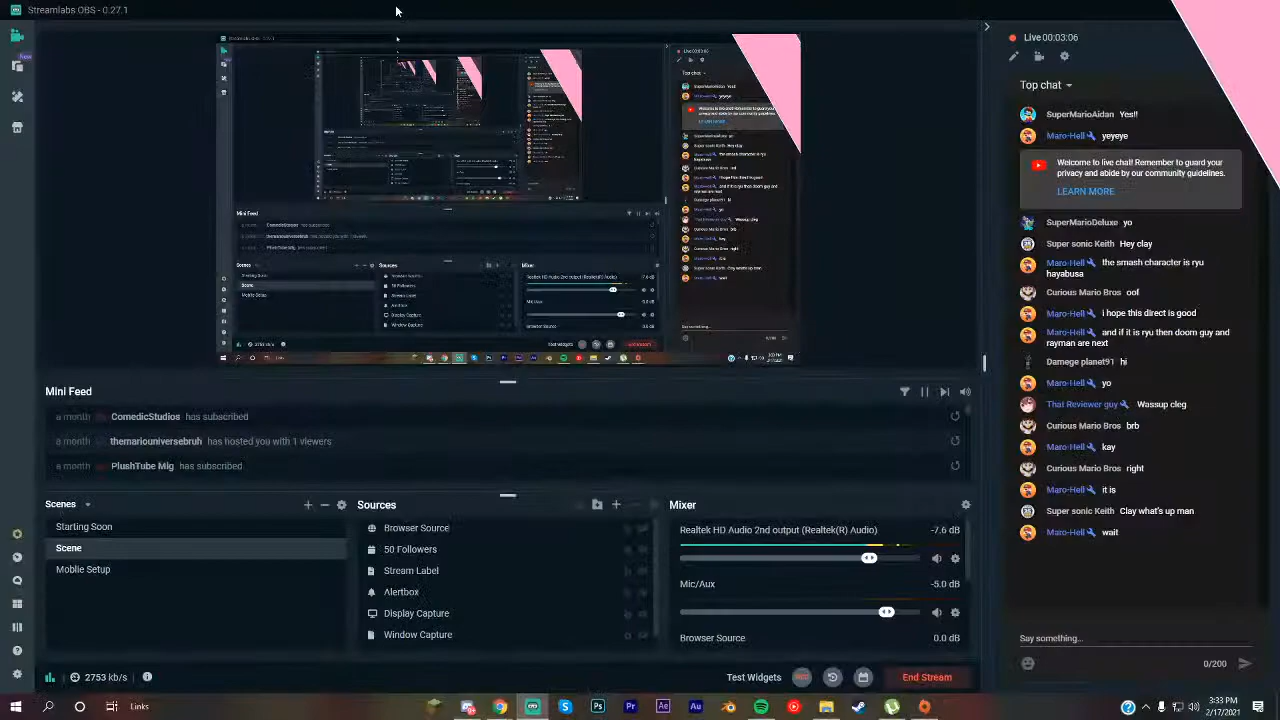 Streamlabs OBS - 0.27.1
New
Live 00:03:06
Top chat
SuperMarioAidan Yes!!
Maro-Hell yeyeye
Welcome to live chat! Remember to guard your
privacy and abide by our community guidelines.
LEARN MORE
SuperMarioDeluxe yo
Super sonic Keith Hey clay
Maro-Hell the smash character is ryu
hayabusa
Curious Mario Bros oof
Maro-Hell i hope this direct is good
Maro-Hell and if it is ryu then doom guy and
rayman are next
Damege planet91 hi
Maro-Hell yo
That Reviewer guy Wassup cleg
Curious Mario Bros brb
Maro-Hell kay
Curious Mario Bros right
Maro-Hell it is
Super sonic Keith Clay what's up man
Maro-Hell wait
Say something...
0/200
Mini Feed
a month ComedicStudios has subscribed
a month themariouniversebruh has hosted you with 1 viewers
a month PlushTube Mig has subscribed
Scenes
Starting Soon
Scene
Moblie Setup
Sources
Browser Source
50 Followers
Stream Label
Alertbox
Display Capture
Window Capture
Mixer
Realtek HD Audio 2nd output (Realtek(R) Audio) -7.6 dB
Mic/Aux -5.0 dB
Browser Source 0.0 dB
2753 kb/s
Test Widgets
REC
End Stream
Links
3:33 PM
2/17/2021